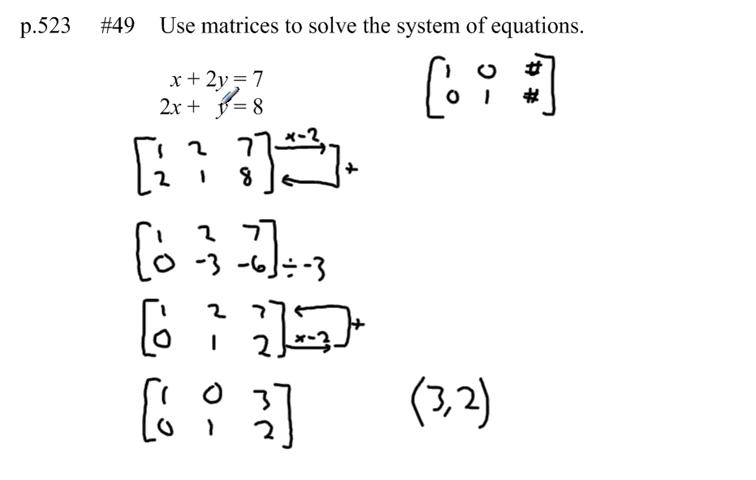 p.523 #49 Use matrices to solve the system of equations.
x + 2y = 7
2x + y = 8
[1 0 #
0 1 #]
[1 2 7
2 1 8] x-2 +
[1 2 7
0 -3 -6] ÷-3
[1 2 7
0 1 2] x-2 +
[1 0 3
0 1 2]
(3,2)